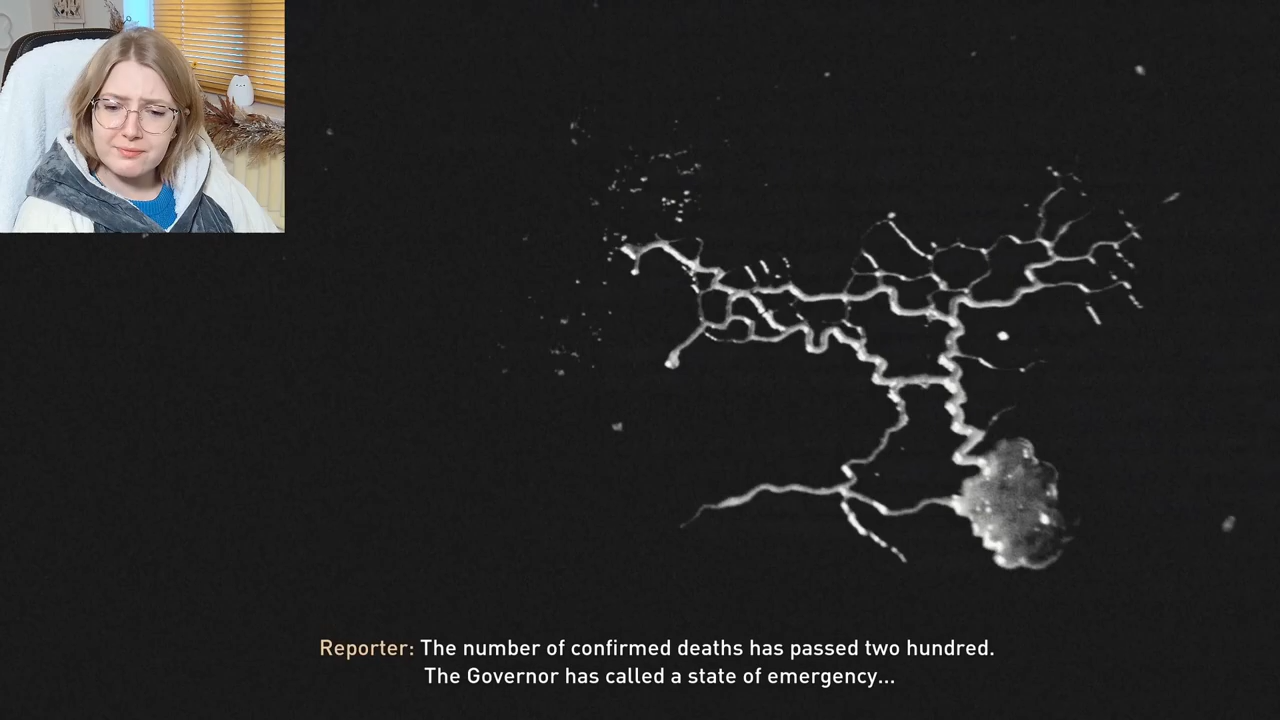 Reporter: The number of confirmed deaths has passed two hundred.
The Governor has called a state of emergency...